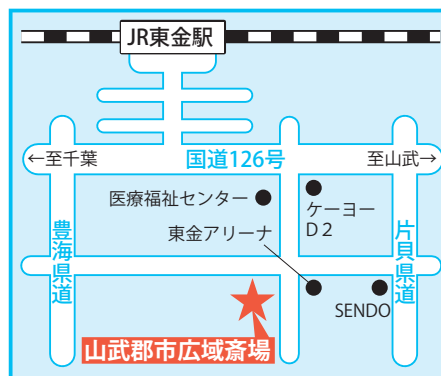 JR東金駅
国道126号
←至千葉
至山武→
医療福祉センター
ケーヨー
D2
東金アリーナ
豊海県道
片貝県道
SENDO
山武郡市広域斎場